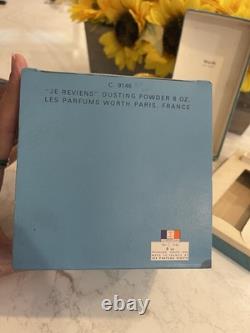 C. 9146
"JE REVIENS" DUSTING POWDER 8 OZ.
LES PARFUMS WORTH PARIS, FRANCE